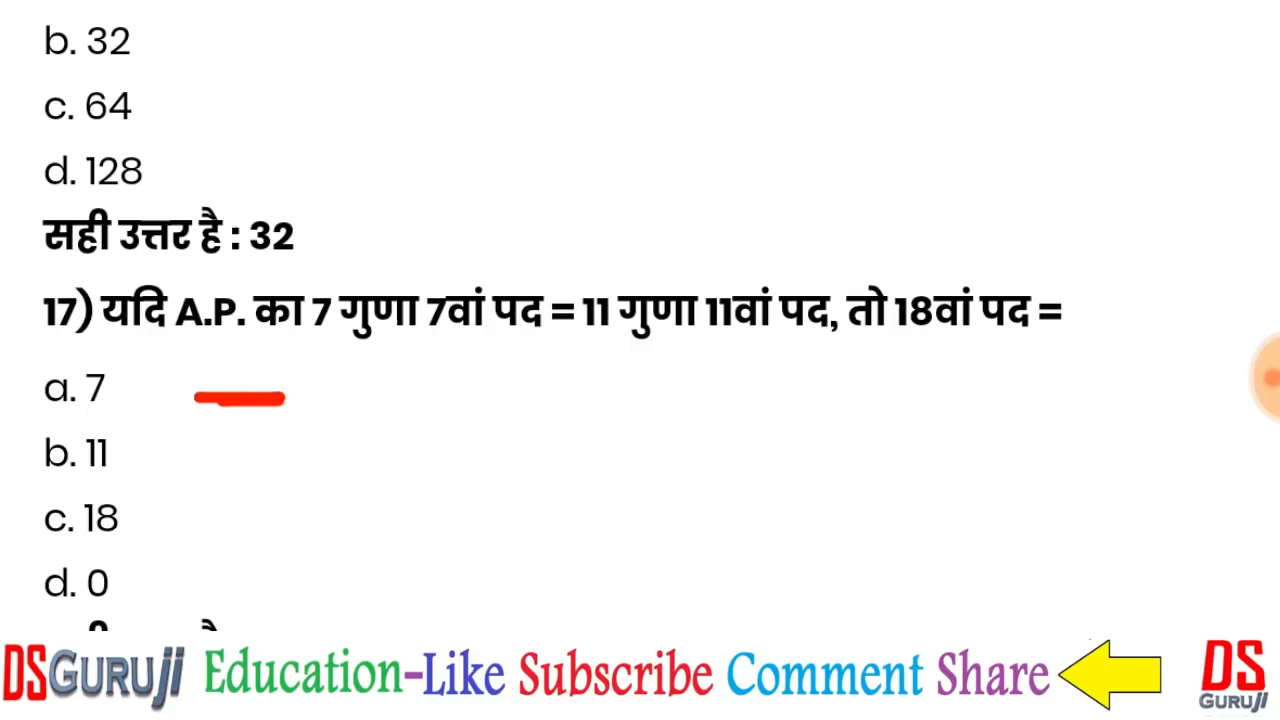 b. 32
c. 64
d. 128
सही उत्तर है : 32
17) यदि A.P. का 7 गुणा 7वां पद = 11 गुणा 11वां पद, तो 18वां पद =
a. 7
b. 11
c. 18
d. 0
DSGURUJI Education-Like Subscribe Comment Share DS GURUJI